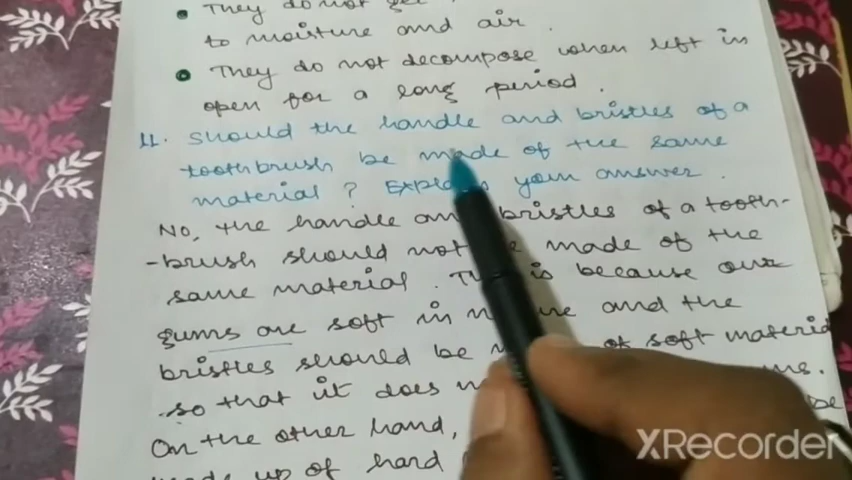 They do not
to moisture and air.
They do not decompose when left in
open for a long period.
11. Should the handle and bristles of a
toothbrush be made of the same
material? Explain your answer.
No, the handle and bristles of a tooth-
-brush should not be made of the
same material. This is because our
gums are soft in nature and the
bristles should be of soft material
so that it does
On the other hand, be
made up of hard
XRecorder